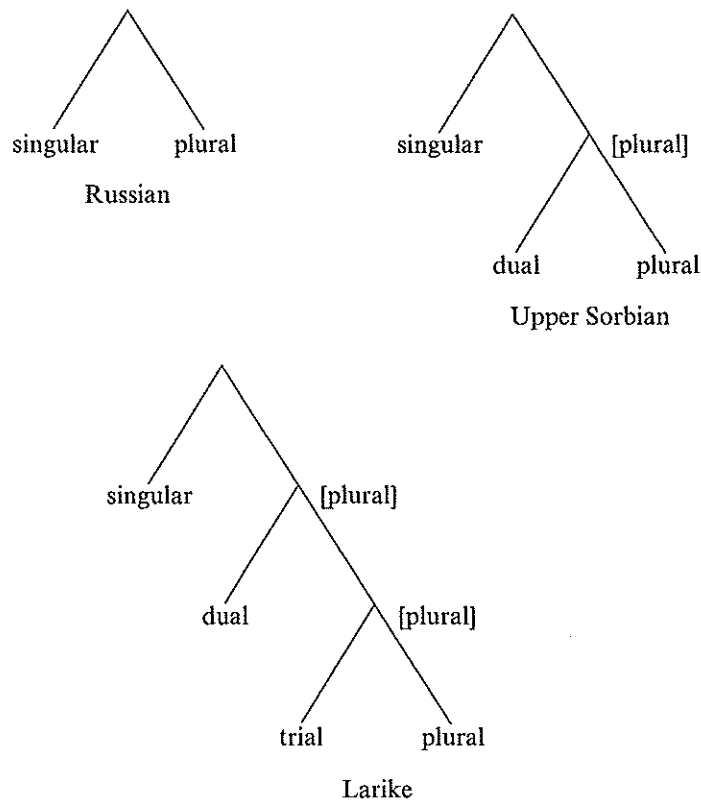 singular plural
Russian
singular [plural]
dual plural
Upper Sorbian
singular [plural]
dual [plural]
trial plural
Larike